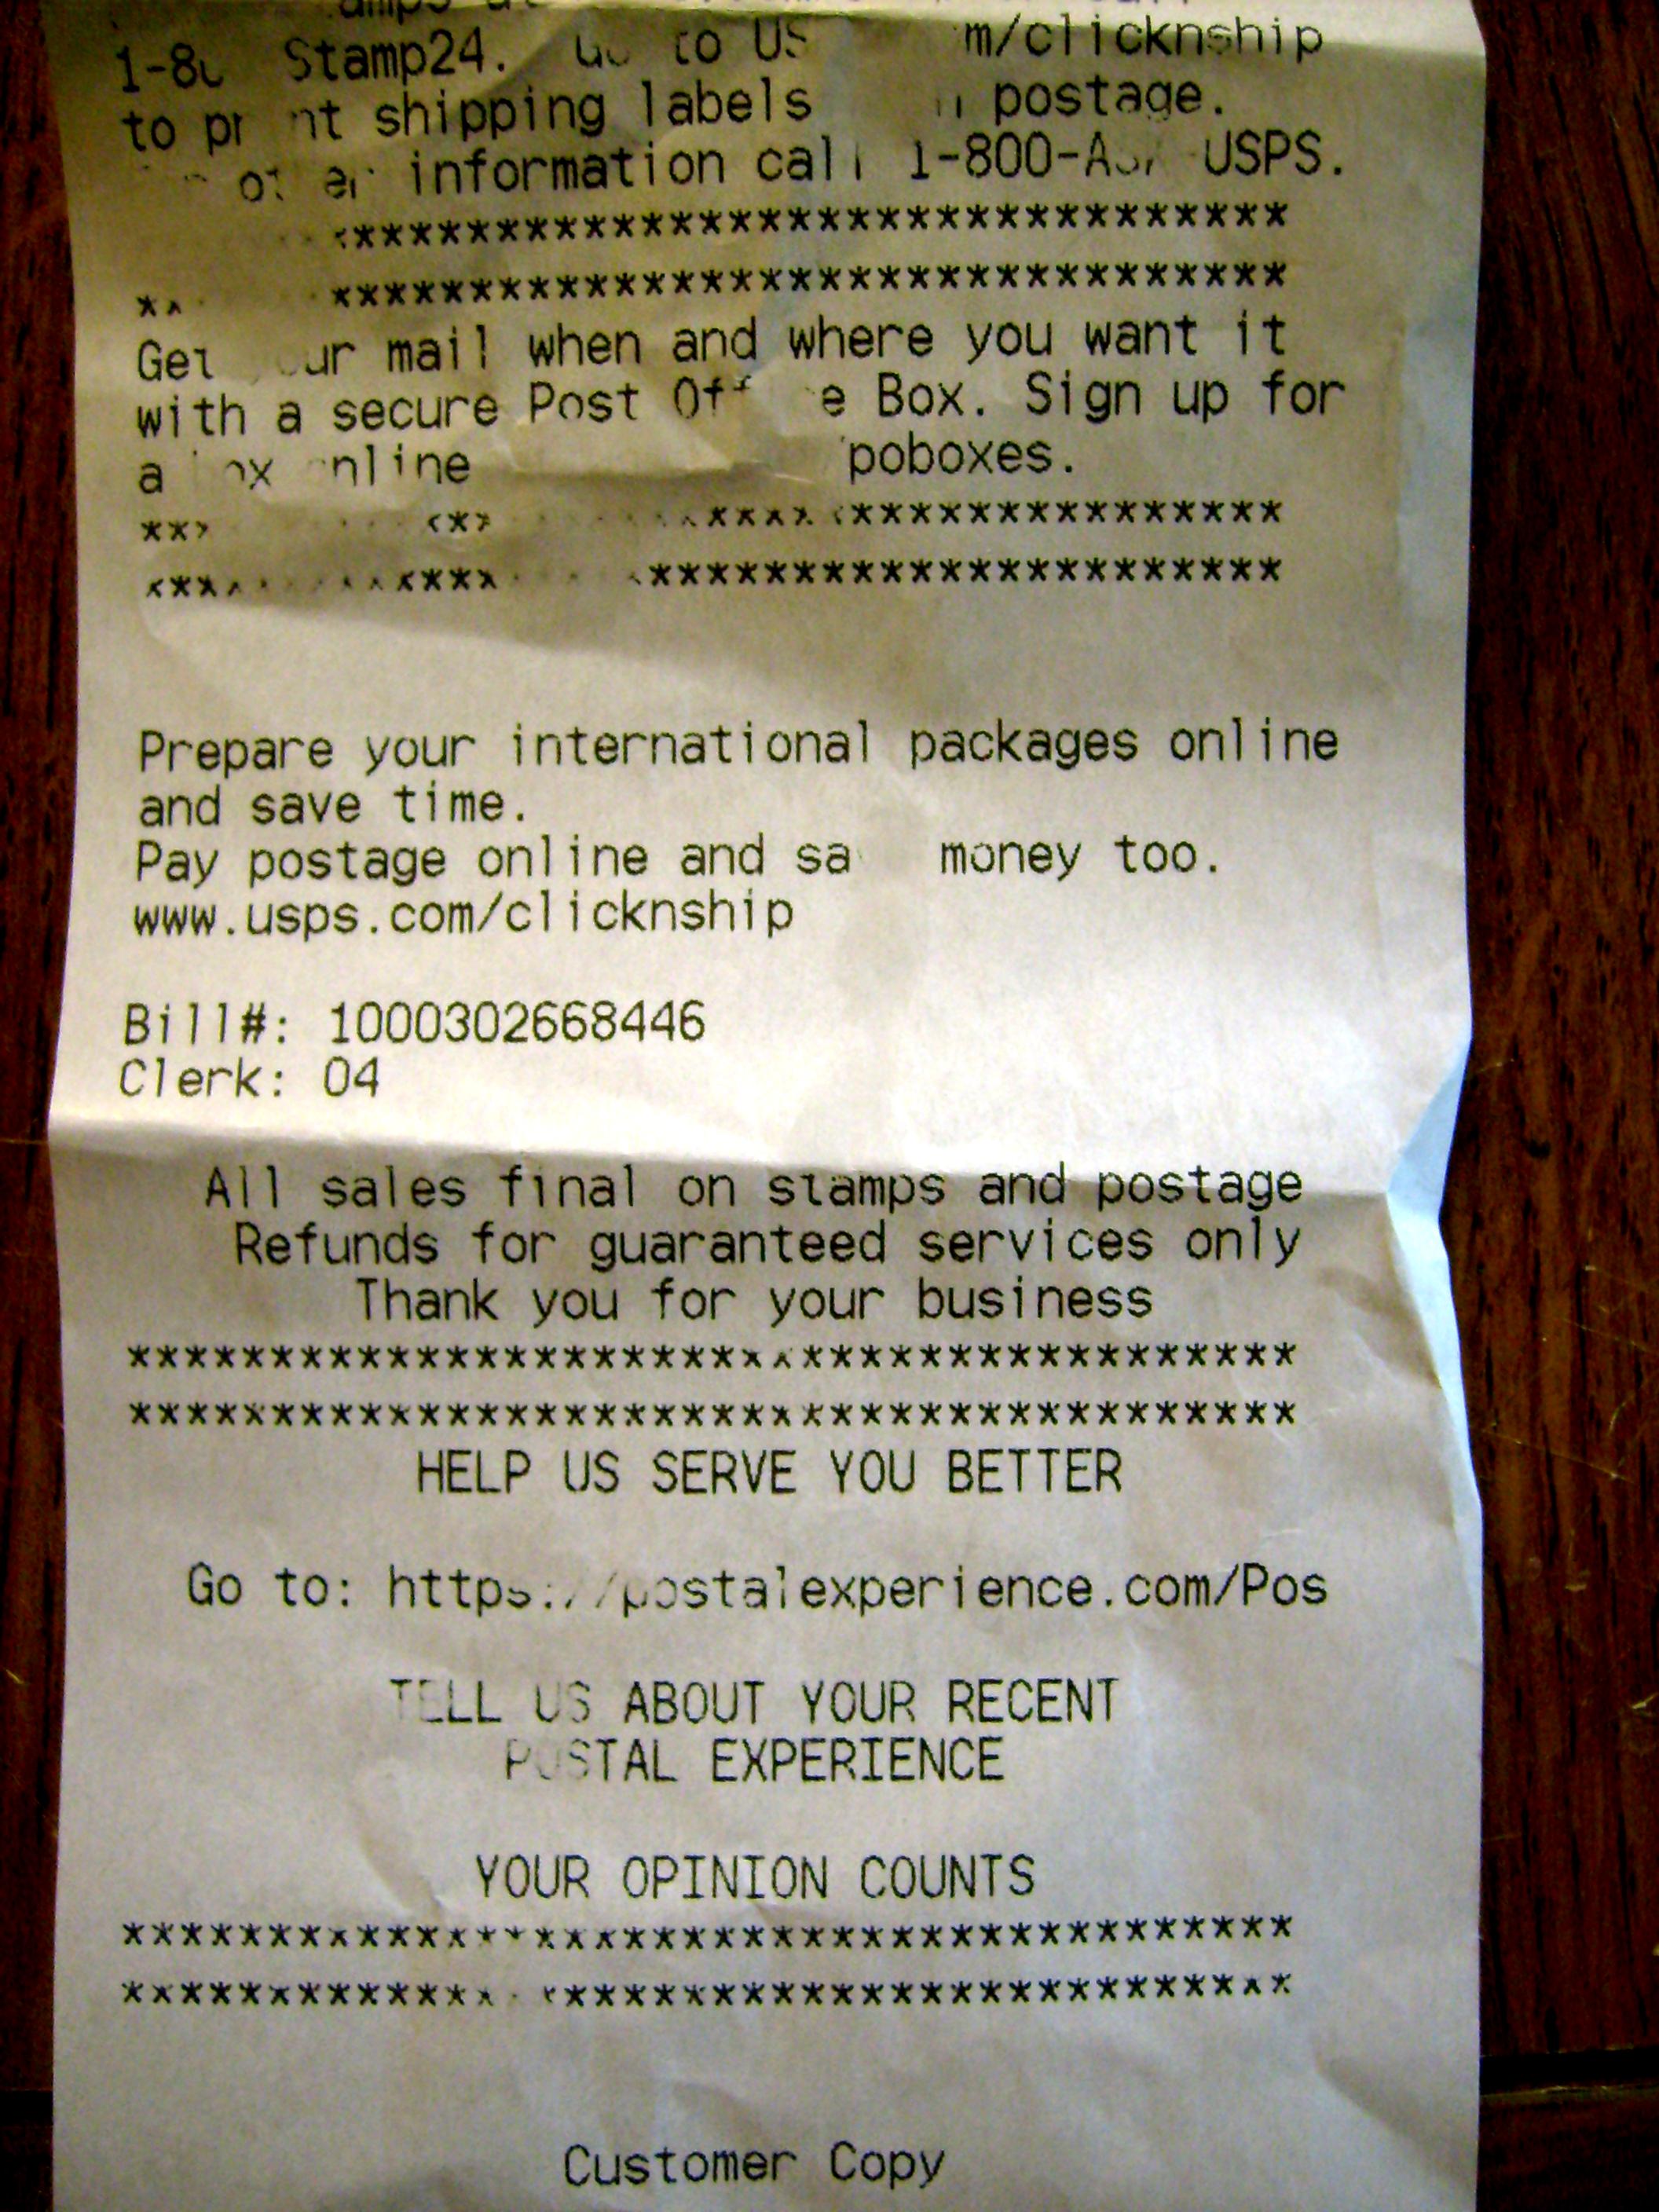 Stamp24. to m/clicknship
to shipping labels postage.
information call USPS.
*******************************
*********************************
mail when and where you want it
with a secure Post Box. Sign up for
a poboxes.
Prepare your international packages online
and save time.
Pay postage online and money too.
www.usps.com/clicknship
Bill#: 1000302668446
Clerk: 04
All sales final on stamps and postage
Refunds for guaranteed services only
Thank you for your business
****************************************
****************************************
HELP US SERVE YOU BETTER
Go to: https://postalexperience.com/Pos
TELL US ABOUT YOUR RECENT
POSTAL EXPERIENCE
YOUR OPINION COUNTS
****************************************
****************************************
Customer Copy